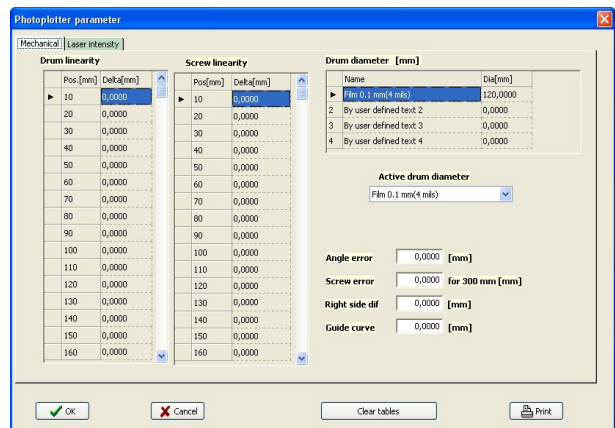 Photoplotter parameter
Mechanical Laser intensity
Drum linearity
Pos.[mm] Delta[mm]
10 0,0000
20 0,0000
30 0,0000
40 0,0000
50 0,0000
60 0,0000
70 0,0000
80 0,0000
90 0,0000
100 0,0000
110 0,0000
120 0,0000
130 0,0000
140 0,0000
150 0,0000
160 0,0000
Screw linearity
Pos[mm] Delta[mm]
10 0,0000
20 0,0000
30 0,0000
40 0,0000
50 0,0000
60 0,0000
70 0,0000
80 0,0000
90 0,0000
100 0,0000
110 0,0000
120 0,0000
130 0,0000
140 0,0000
150 0,0000
160 0,0000
Drum diameter [mm]
Name Dia[mm]
Film 0.1 mm(4 mils) 120,0000
2 By user defined text 2 0,0000
3 By user defined text 3 0,0000
4 By user defined text 4 0,0000
Active drum diameter
Film 0.1 mm(4 mils)
Angle error 0,0000 [mm]
Screw error 0,0000 for 300 mm [mm]
Right side dif 0,0000 [mm]
Guide curve 0,0000 [mm]
OK Cancel Clear tables Print